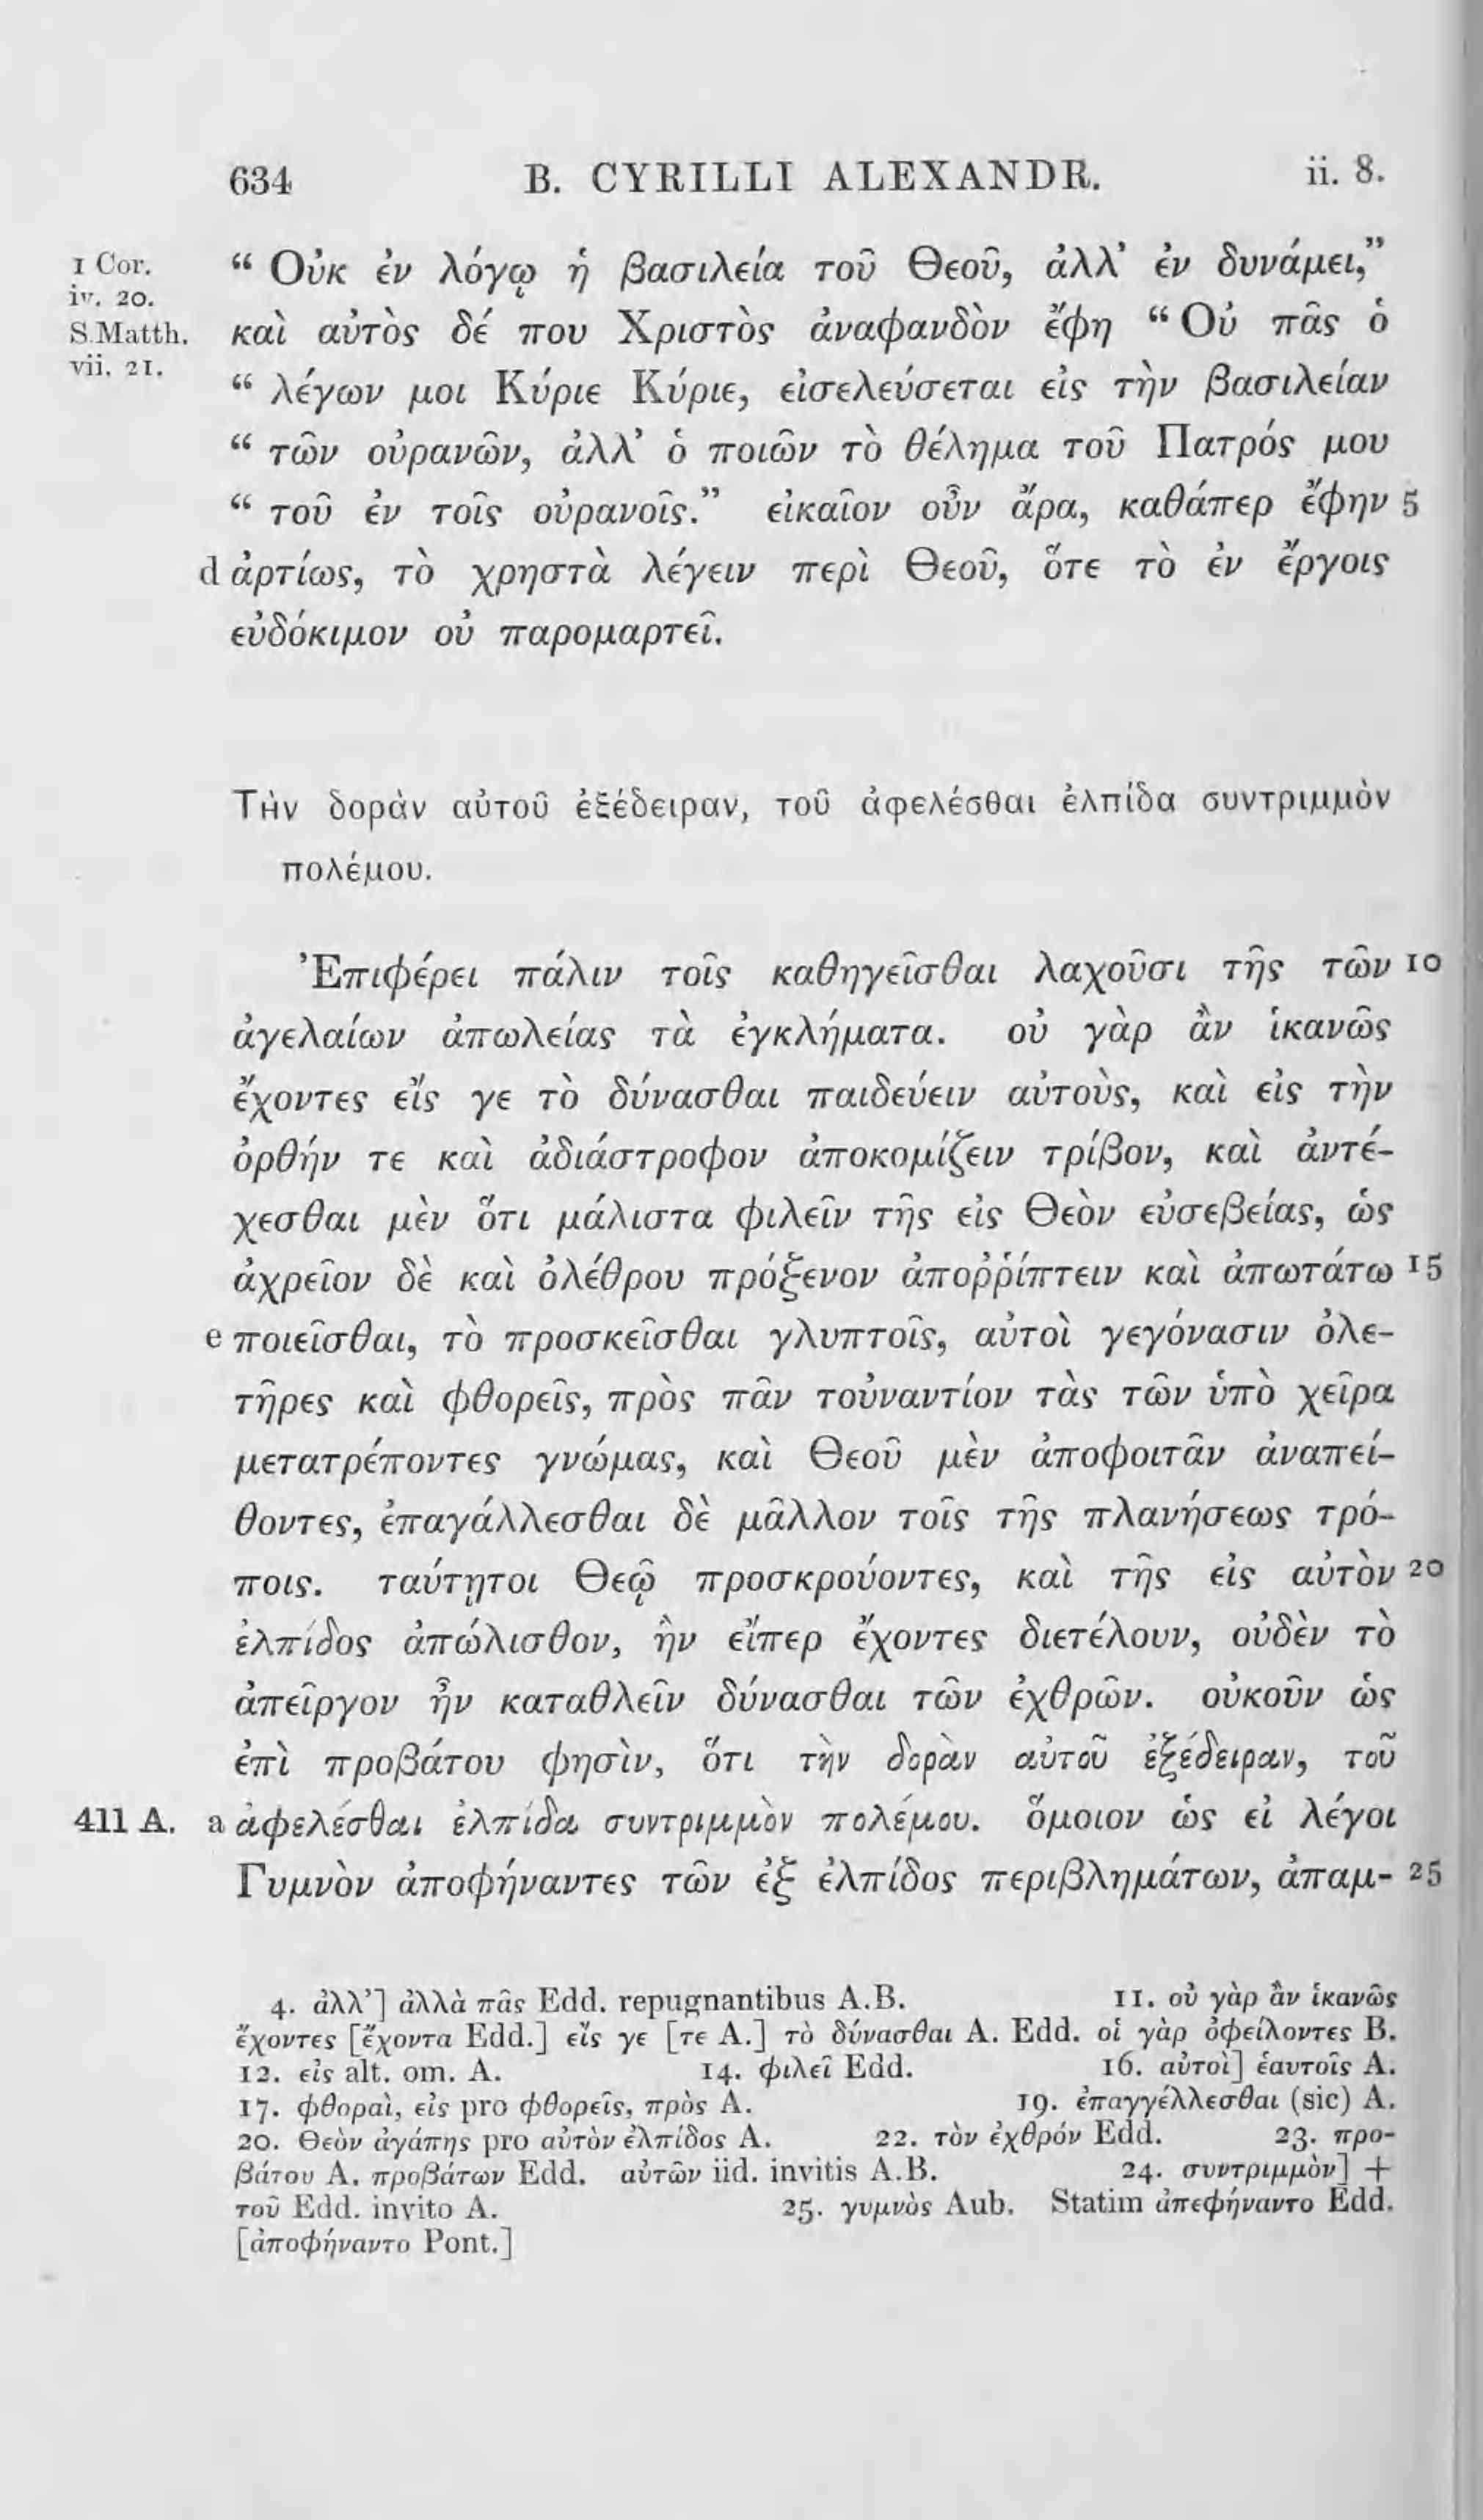 634 B. CYRILLI ALEXANDR. ii. 8.
1 Cor. iv. 20. “ Οὐκ ἐν λόγῳ ἡ βασιλεία τοῦ Θεοῦ, ἀλλ’ ἐν δυνάμει,”
S. Matth. vii. 21. καὶ αὐτὸς δέ που Χριστὸς ἀναφανδὸν ἔφη “ Οὐ πᾶς ὁ
“ λέγων μοι Κύριε Κύριε, εἰσελεύσεται εἰς τὴν βασιλείαν
“ τῶν οὐρανῶν, ἀλλ’ ὁ ποιῶν τὸ θέλημα τοῦ Πατρός μου
“ τοῦ ἐν τοῖς οὐρανοῖς.” εἰκαῖον οὖν ἄρα, καθάπερ ἔφην 5
d ἀρτίως, τὸ χρηστὰ λέγειν περὶ Θεοῦ, ὅτε τὸ ἐν ἔργοις
εὐδόκιμον οὐ παρομαρτεῖ.
Τὴν δορὰν αὐτοῦ ἐξέδειραν, τοῦ ἀφελέσθαι ἐλπίδα συντριμμὸν
πολέμου.
Ἐπιφέρει πάλιν τοῖς καθηγεῖσθαι λαχοῦσι τῆς τῶν 10
ἀγελαίων ἀπωλείας τὰ ἐγκλήματα. οὐ γὰρ ἂν ἱκανῶς
ἔχοντες εἴς γε τὸ δύνασθαι παιδεύειν αὐτοὺς, καὶ εἰς τὴν
ὀρθήν τε καὶ ἀδιάστροφον ἀποκομίζειν τρίβον, καὶ ἀντέ-
χεσθαι μὲν ὅτι μάλιστα φιλεῖν τῆς εἰς Θεὸν εὐσεβείας, ὡς
ἀχρεῖον δὲ καὶ ὀλέθρου πρόξενον ἀποῤῥίπτειν καὶ ἀπωτάτω 15
e ποιεῖσθαι, τὸ προσκεῖσθαι γλυπτοῖς, αὐτοὶ γεγόνασιν ὀλε-
τῆρες καὶ φθορεῖς, πρὸς πᾶν τοὐναντίον τὰς τῶν ὑπὸ χεῖρα
μετατρέποντες γνώμας, καὶ Θεοῦ μὲν ἀποφοιτᾶν ἀναπεί-
θοντες, ἐπαγάλλεσθαι δὲ μᾶλλον τοῖς τῆς πλανήσεως τρό-
ποις. ταύτῃτοι Θεῷ προσκρούοντες, καὶ τῆς εἰς αὐτὸν 20
ἐλπίδος ἀπώλισθον, ἣν εἴπερ ἔχοντες διετέλουν, οὐδὲν τὸ
ἀπεῖργον ἦν καταθλεῖν δύνασθαι τῶν ἐχθρῶν. οὐκοῦν ὡς
ἐπὶ προβάτου φησὶν, ὅτι τὴν δορὰν αὐτοῦ ἐξέδειραν, τοῦ
411 A. a ἀφελέσθαι ἐλπίδα συντριμμὸν πολέμου. ὅμοιον ὡς εἰ λέγοι
Γυμνὸν ἀποφήναντες τῶν ἐξ ἐλπίδος περιβλημάτων, ἀπαμ- 25
4. ἀλλ’] ἀλλὰ πᾶς Edd. repugnantibus A.B. 11. οὐ γὰρ ἂν ἱκανῶς
ἔχοντες [ἔχοντα Edd.] εἴς γε [τε A.] τὸ δύνασθαι A. Edd. οἱ γὰρ ὀφείλοντες B.
12. εἰς alt. om. A. 14. φιλεῖ Edd. 16. αὐτοὶ] ἑαυτοῖς A.
17. φθοραὶ, εἰς pro φθορεῖς, πρὸς A. 19. ἐπαγγέλλεσθαι (sic) A.
20. Θεὸν ἀγάπης pro αὐτὸν ἐλπίδος A. 22. τὸν ἐχθρόν Edd. 23. προ-
βάτου A. προβάτων Edd. αὐτῶν iid. invitis A.B. 24. συντριμμὸν] +
τοῦ Edd. invito A. 25. γυμνὸς Aub. Statim ἀπεφήναντο Edd.
[ἀποφήναντο Pont.]